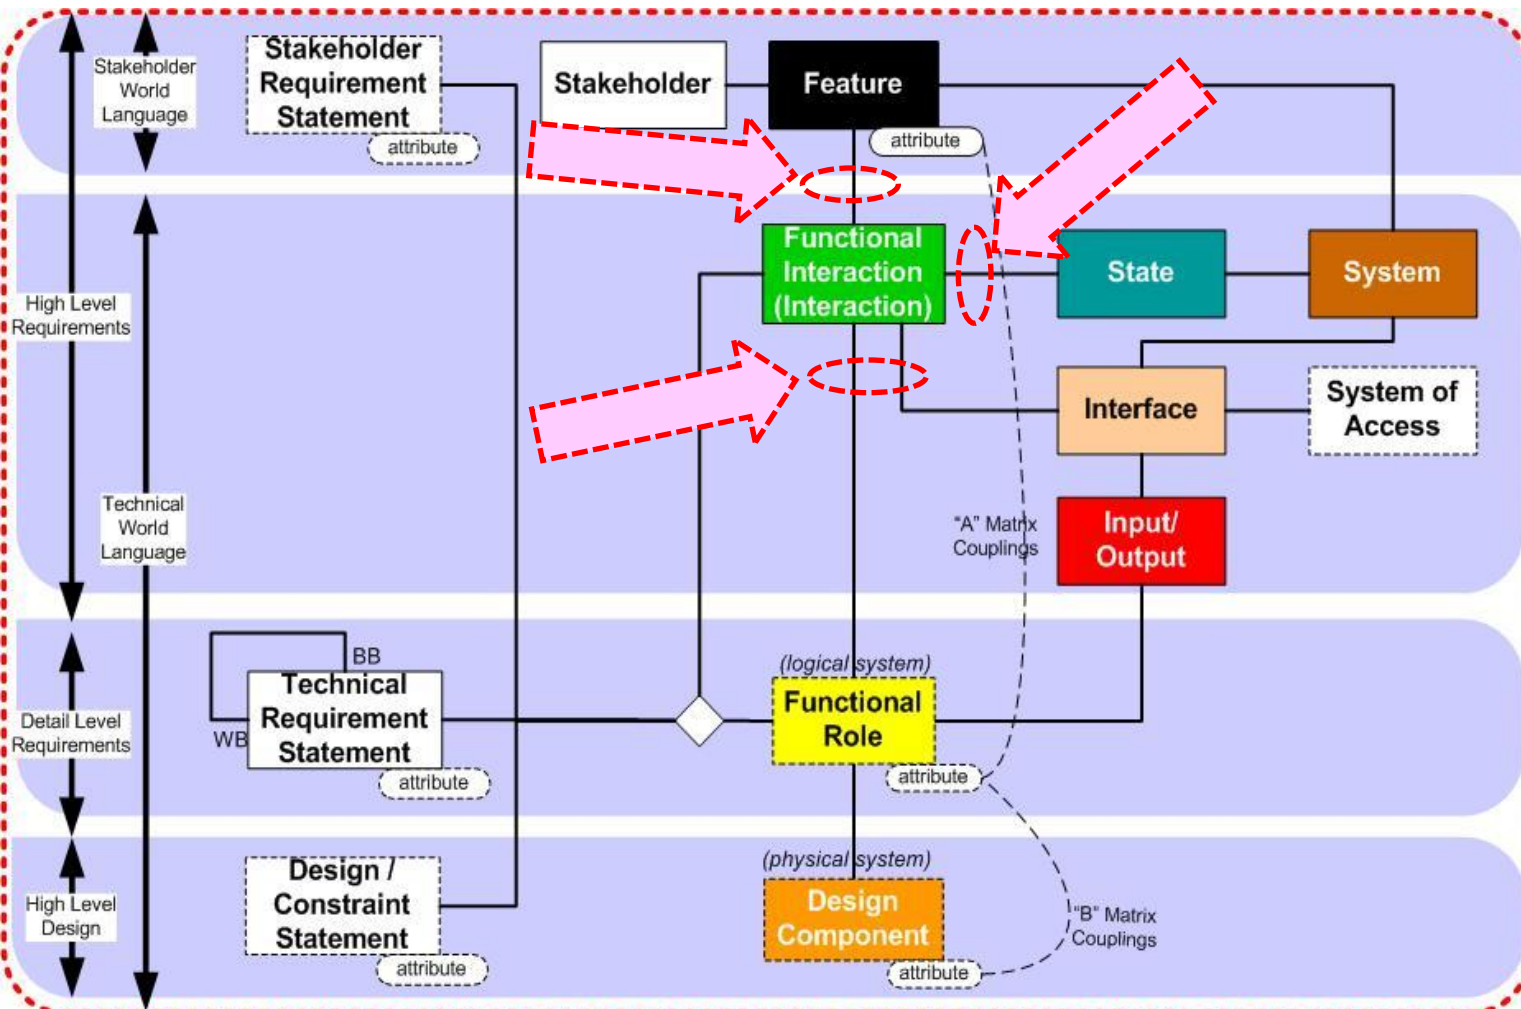 Stakeholder
World
Language
Stakeholder
Requirement
Statement
attribute
Stakeholder
Feature
attribute
High Level
Requirements
Technical
World
Language
Functional
Interaction
(Interaction)
State
System
Interface
System of
Access
"A" Matrix
Couplings
Input/
Output
Detail Level
Requirements
BB
WB
Technical
Requirement
Statement
attribute
(logical system)
Functional
Role
attribute
High Level
Design
Design /
Constraint
Statement
attribute
(physical system)
Design
Component
attribute
"B" Matrix
Couplings